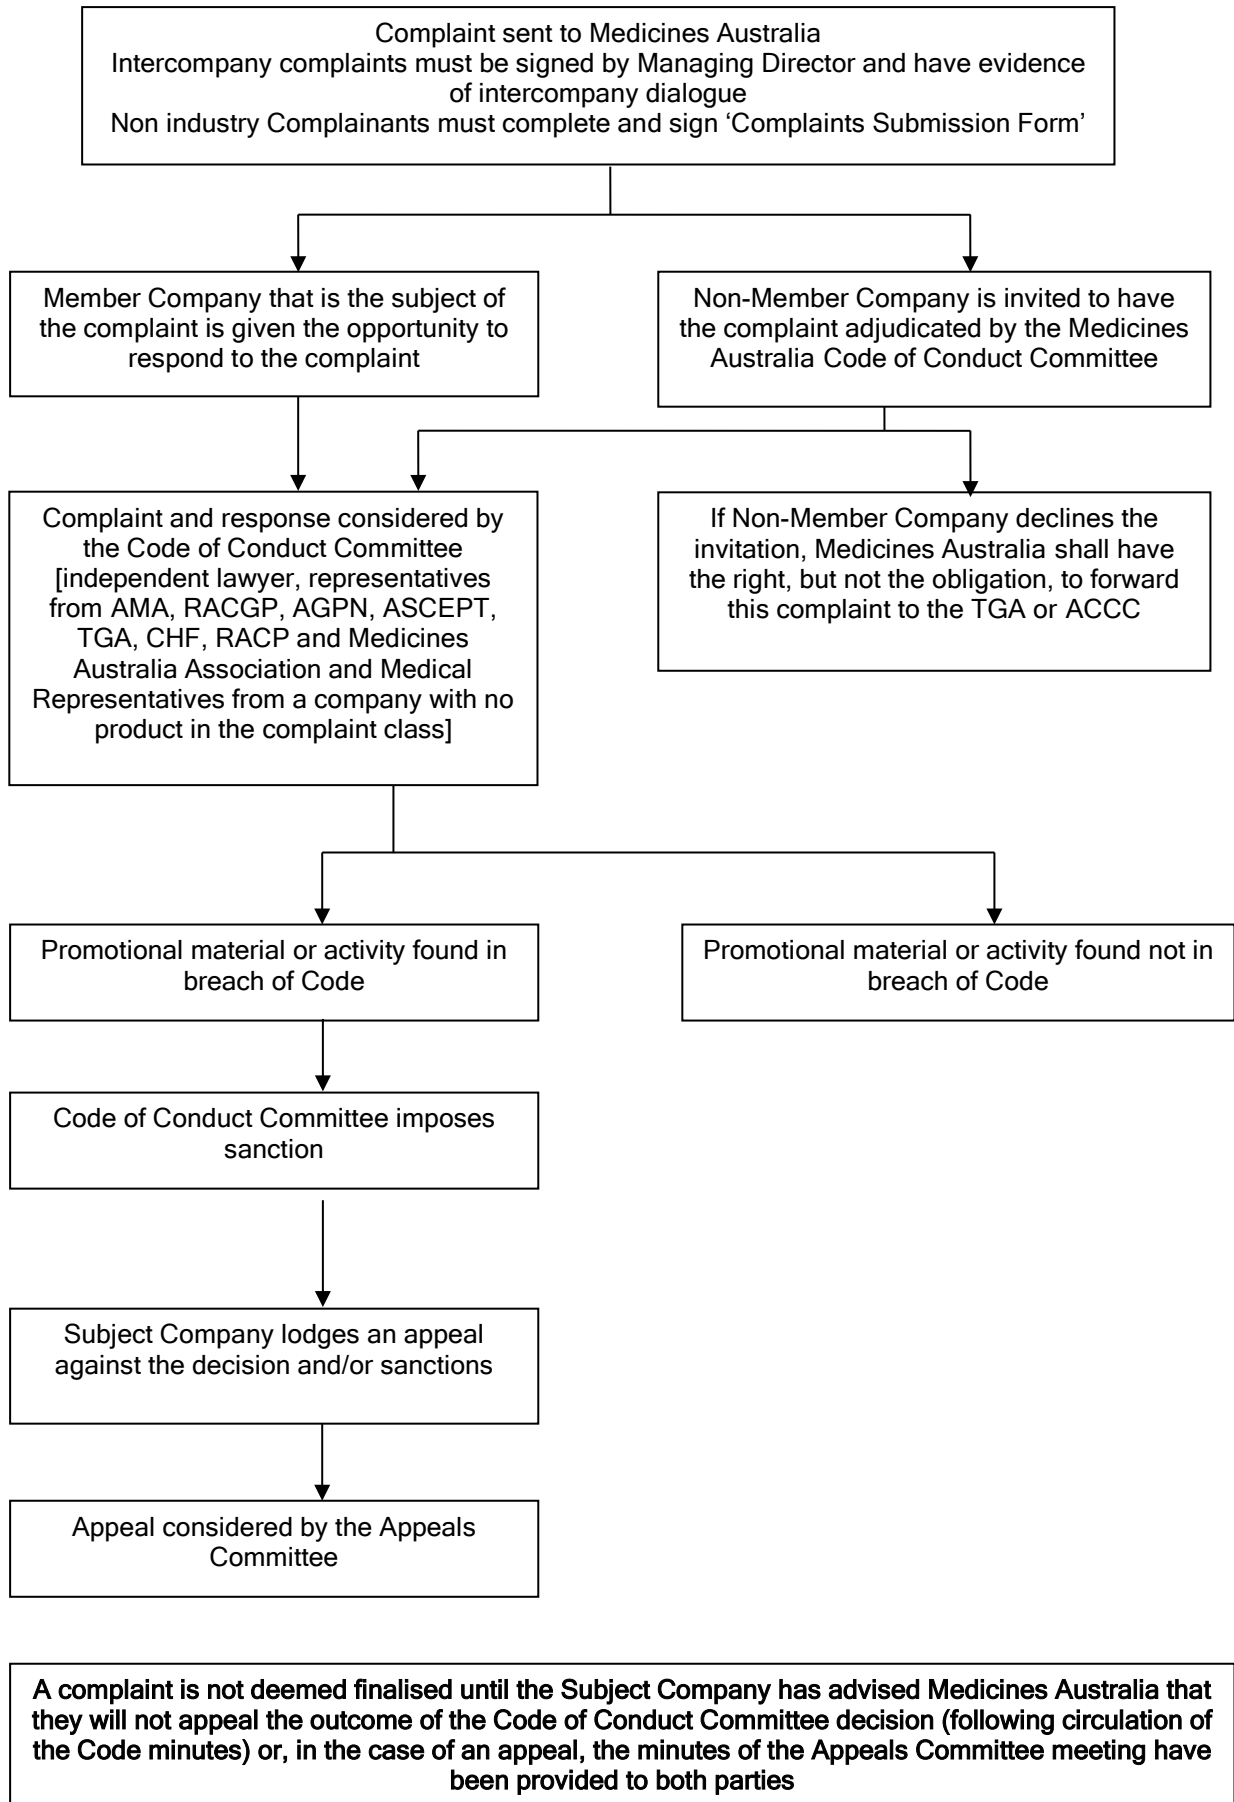 Complaint sent to Medicines Australia
Intercompany complaints must be signed by Managing Director and have evidence
of intercompany dialogue
Non industry Complainants must complete and sign ‘Complaints Submission Form’
Member Company that is the subject of
the complaint is given the opportunity to
respond to the complaint
Non-Member Company is invited to have
the complaint adjudicated by the Medicines
Australia Code of Conduct Committee
Complaint and response considered by
the Code of Conduct Committee
[independent lawyer, representatives
from AMA, RACGP, AGPN, ASCEPT,
TGA, CHF, RACP and Medicines
Australia Association and Medical
Representatives from a company with no
product in the complaint class]
If Non-Member Company declines the
invitation, Medicines Australia shall have
the right, but not the obligation, to forward
this complaint to the TGA or ACCC
Promotional material or activity found in
breach of Code
Promotional material or activity found not in
breach of Code
Code of Conduct Committee imposes
sanction
Subject Company lodges an appeal
against the decision and/or sanctions
Appeal considered by the Appeals
Committee
A complaint is not deemed finalised until the Subject Company has advised Medicines Australia that
they will not appeal the outcome of the Code of Conduct Committee decision (following circulation of
the Code minutes) or, in the case of an appeal, the minutes of the Appeals Committee meeting have
been provided to both parties